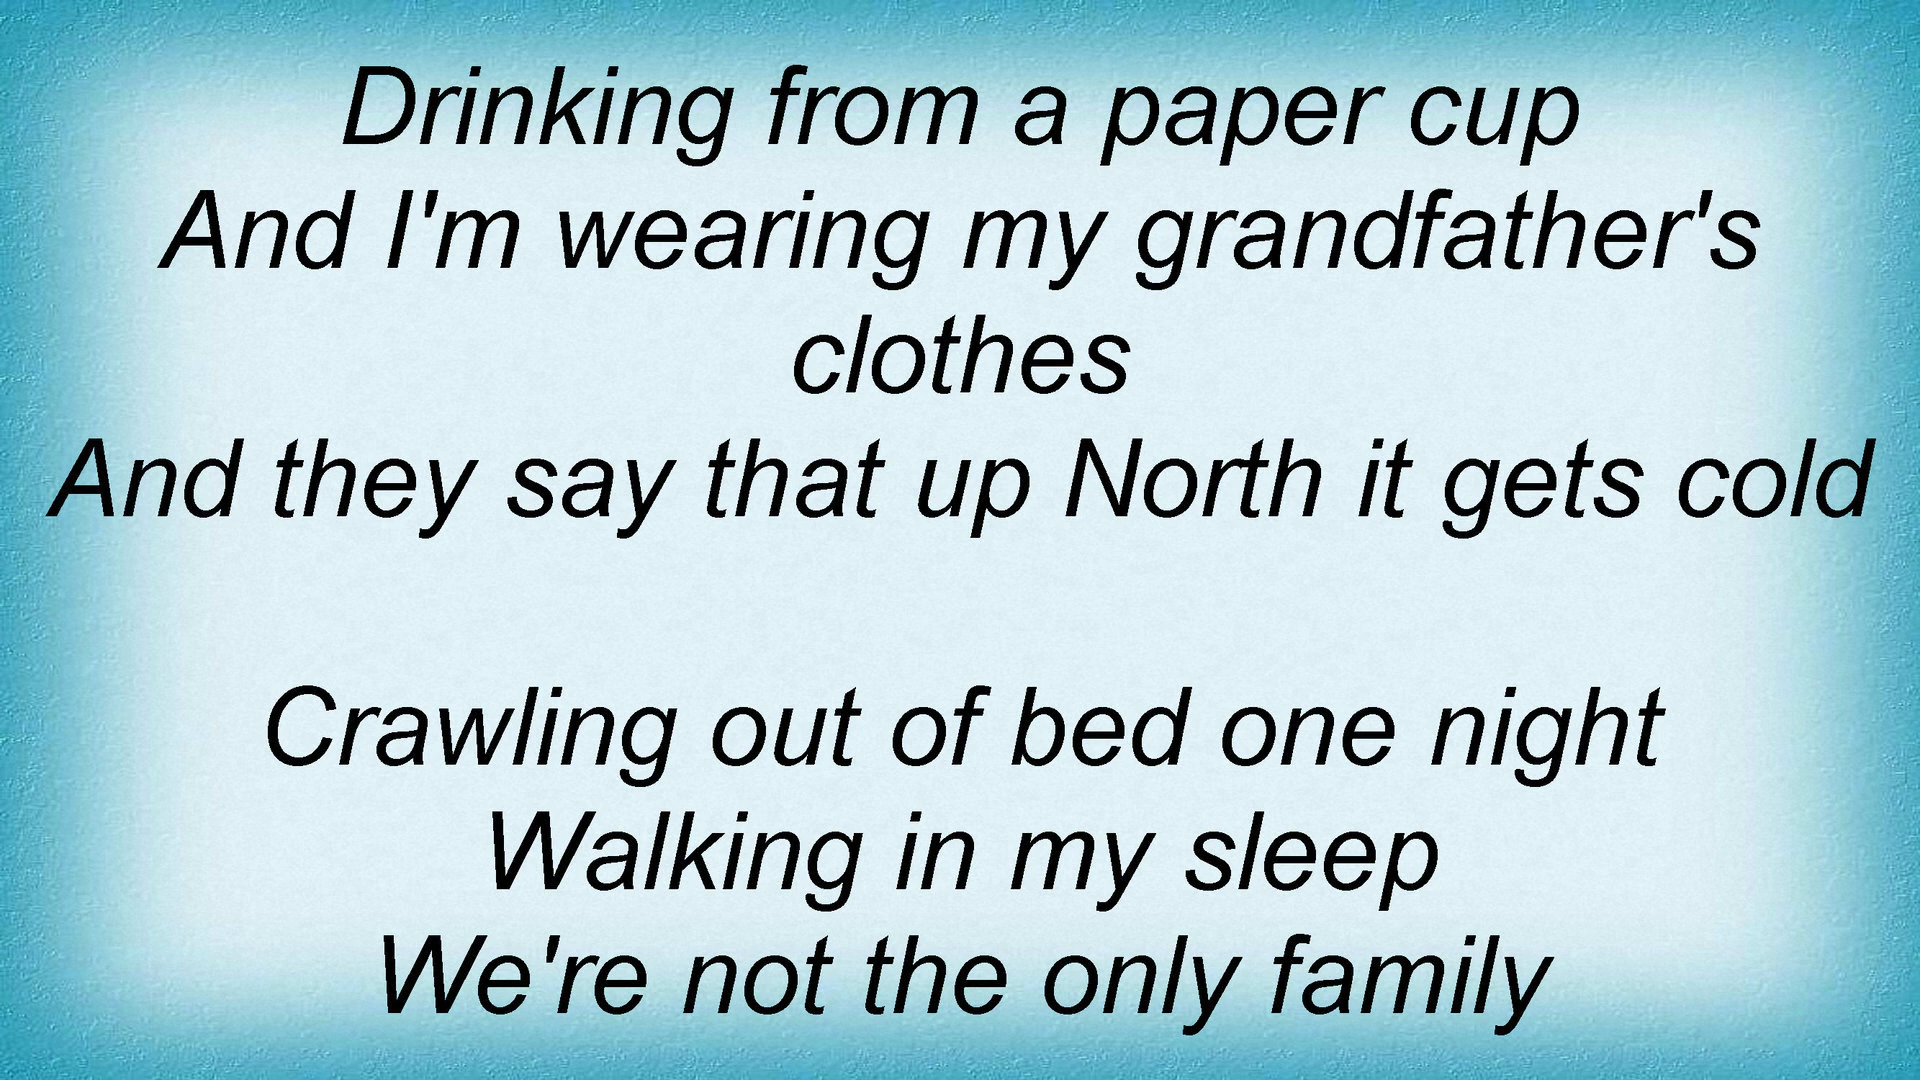 Drinking from a paper cup
And I'm wearing my grandfather's
clothes
And they say that up North it gets cold
Crawling out of bed one night
Walking in my sleep
We're not the only family